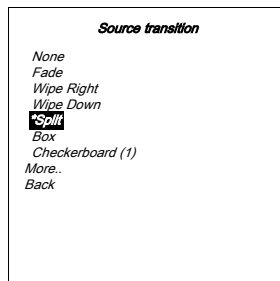 Source transition
None
Fade
Wipe Right
Wipe Down
*Split
Box
Checkerboard (1)
More..
Back